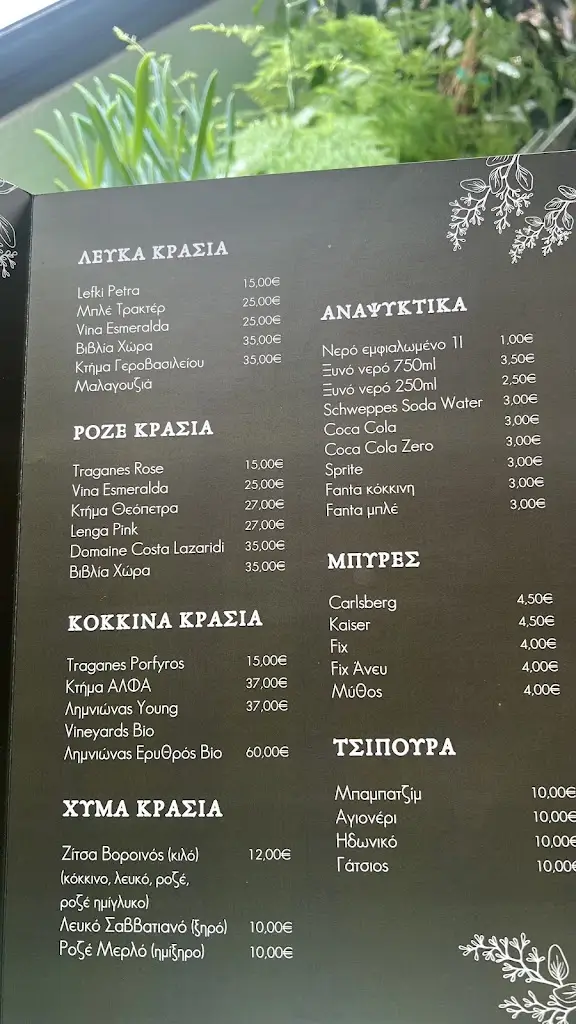 ΛΕΥΚΑ ΚΡΑΣΙΑ
Lefki Petra 15,00€
Μπλέ Τρακτέρ 25,00€
Vina Esmeralda 25,00€
Βιβλία Χώρα 35,00€
Κτήμα Γεροβασιλείου 35,00€
Μαλαγουζιά
ΡΟΖΕ ΚΡΑΣΙΑ
Traganes Rose 15,00€
Vina Esmeralda 25,00€
Κτήμα Θεόπετρα 27,00€
Lenga Pink 27,00€
Domaine Costa Lazaridi 35,00€
Βιβλία Χώρα 35,00€
ΚΟΚΚΙΝΑ ΚΡΑΣΙΑ
Traganes Porfyros 15,00€
Κτήμα ΑΛΦΑ 37,00€
Λημνιώνας Young 37,00€
Vineyards Bio
Λημνιώνας Ερυθρός Bio 60,00€
ΧΥΜΑ ΚΡΑΣΙΑ
Ζίτσα Βοροινός (κιλό) 12,00€
(κόκκινο, λευκό, ροζέ,
ροζέ ημίγλυκο)
Λευκό Σαββατιανό (ξηρό) 10,00€
Ροζέ Μερλό (ημίξηρο) 10,00€
ΑΝΑΨΥΚΤΙΚΑ
Νερό εμφιαλωμένο 1l 1,00€
Ξυνό νερό 750ml 3,50€
Ξυνό νερό 250ml 2,50€
Schweppes Soda Water 3,00€
Coca Cola 3,00€
Coca Cola Zero 3,00€
Sprite 3,00€
Fanta κόκκινη 3,00€
Fanta μπλέ 3,00€
ΜΠΥΡΕΣ
Carlsberg 4,50€
Kaiser 4,50€
Fix 4,00€
Fix Άνευ 4,00€
Μύθος 4,00€
ΤΣΙΠΟΥΡΑ
Μπαμπατζίμ 10,00€
Αγιονέρι 10,00€
Ηδωνικό 10,00€
Γάτσιος 10,00€